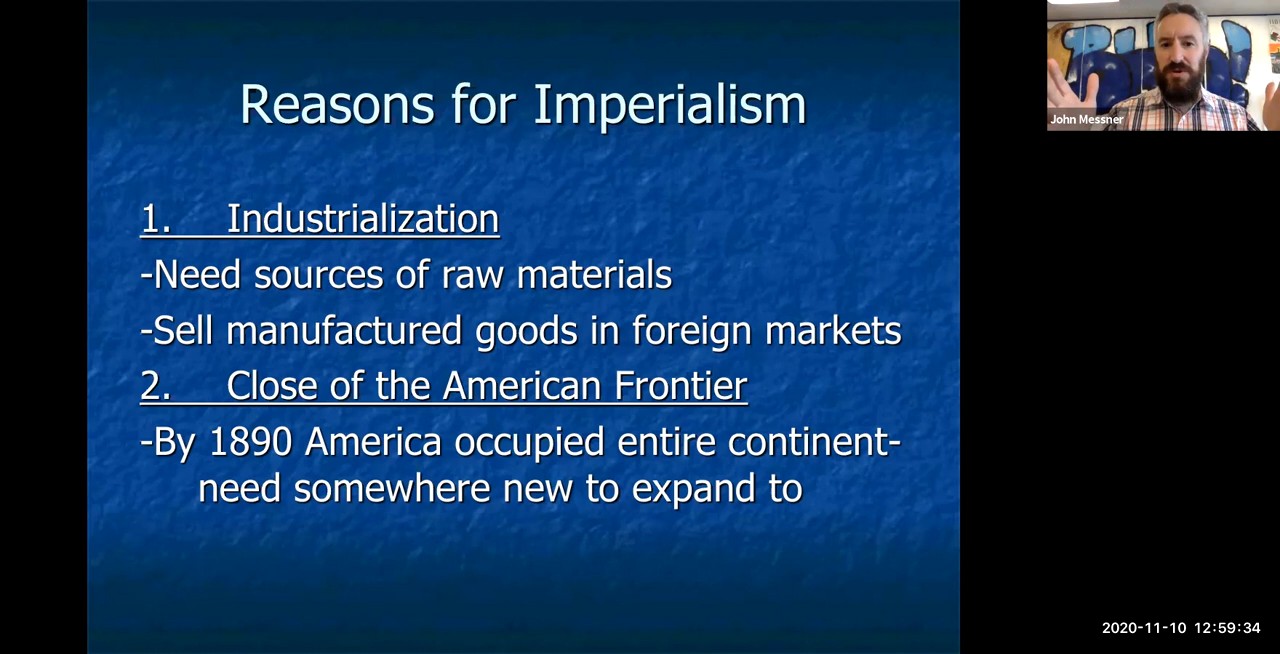 Reasons for Imperialism
1. Industrialization
-Need sources of raw materials
-Sell manufactured goods in foreign markets
2. Close of the American Frontier
-By 1890 America occupied entire continent-
need somewhere new to expand to
John Messner
2020-11-10 12:59:34